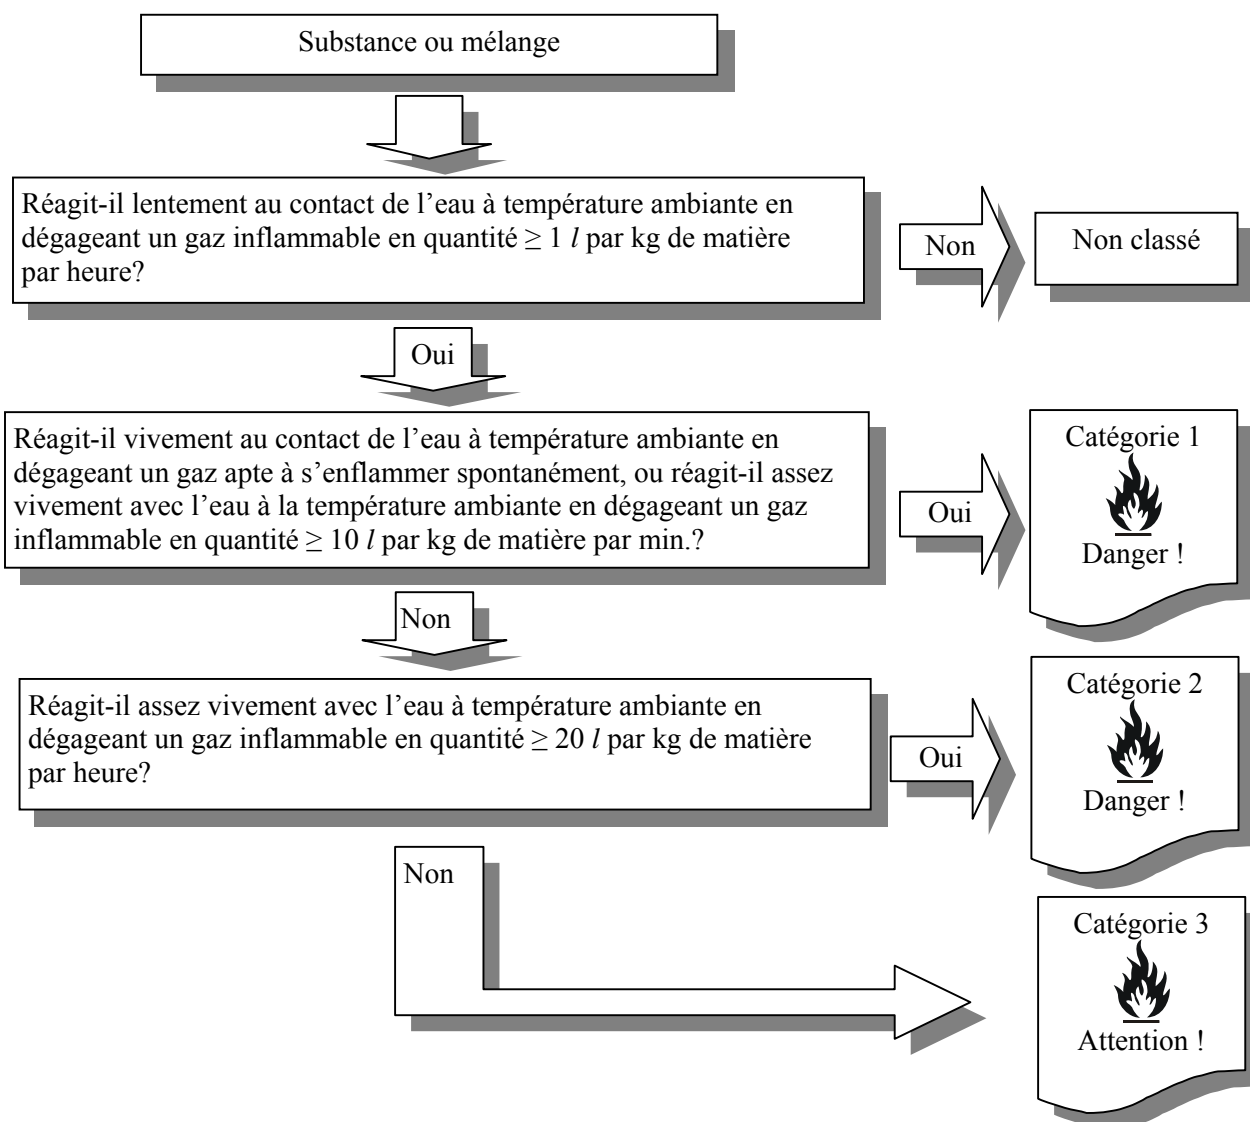 Substance ou mélange
Réagit-il lentement au contact de l’eau à température ambiante en
dégageant un gaz inflammable en quantité ≥ 1 l par kg de matière
par heure?
Non
Non classé
Oui
Réagit-il vivement au contact de l’eau à température ambiante en
dégageant un gaz apte à s’enflammer spontanément, ou réagit-il assez
vivement avec l’eau à la température ambiante en dégageant un gaz
inflammable en quantité ≥ 10 l par kg de matière par min.?
Oui
Catégorie 1
Danger !
Non
Réagit-il assez vivement avec l’eau à température ambiante en
dégageant un gaz inflammable en quantité ≥ 20 l par kg de matière
par heure?
Oui
Catégorie 2
Danger !
Non
Catégorie 3
Attention !